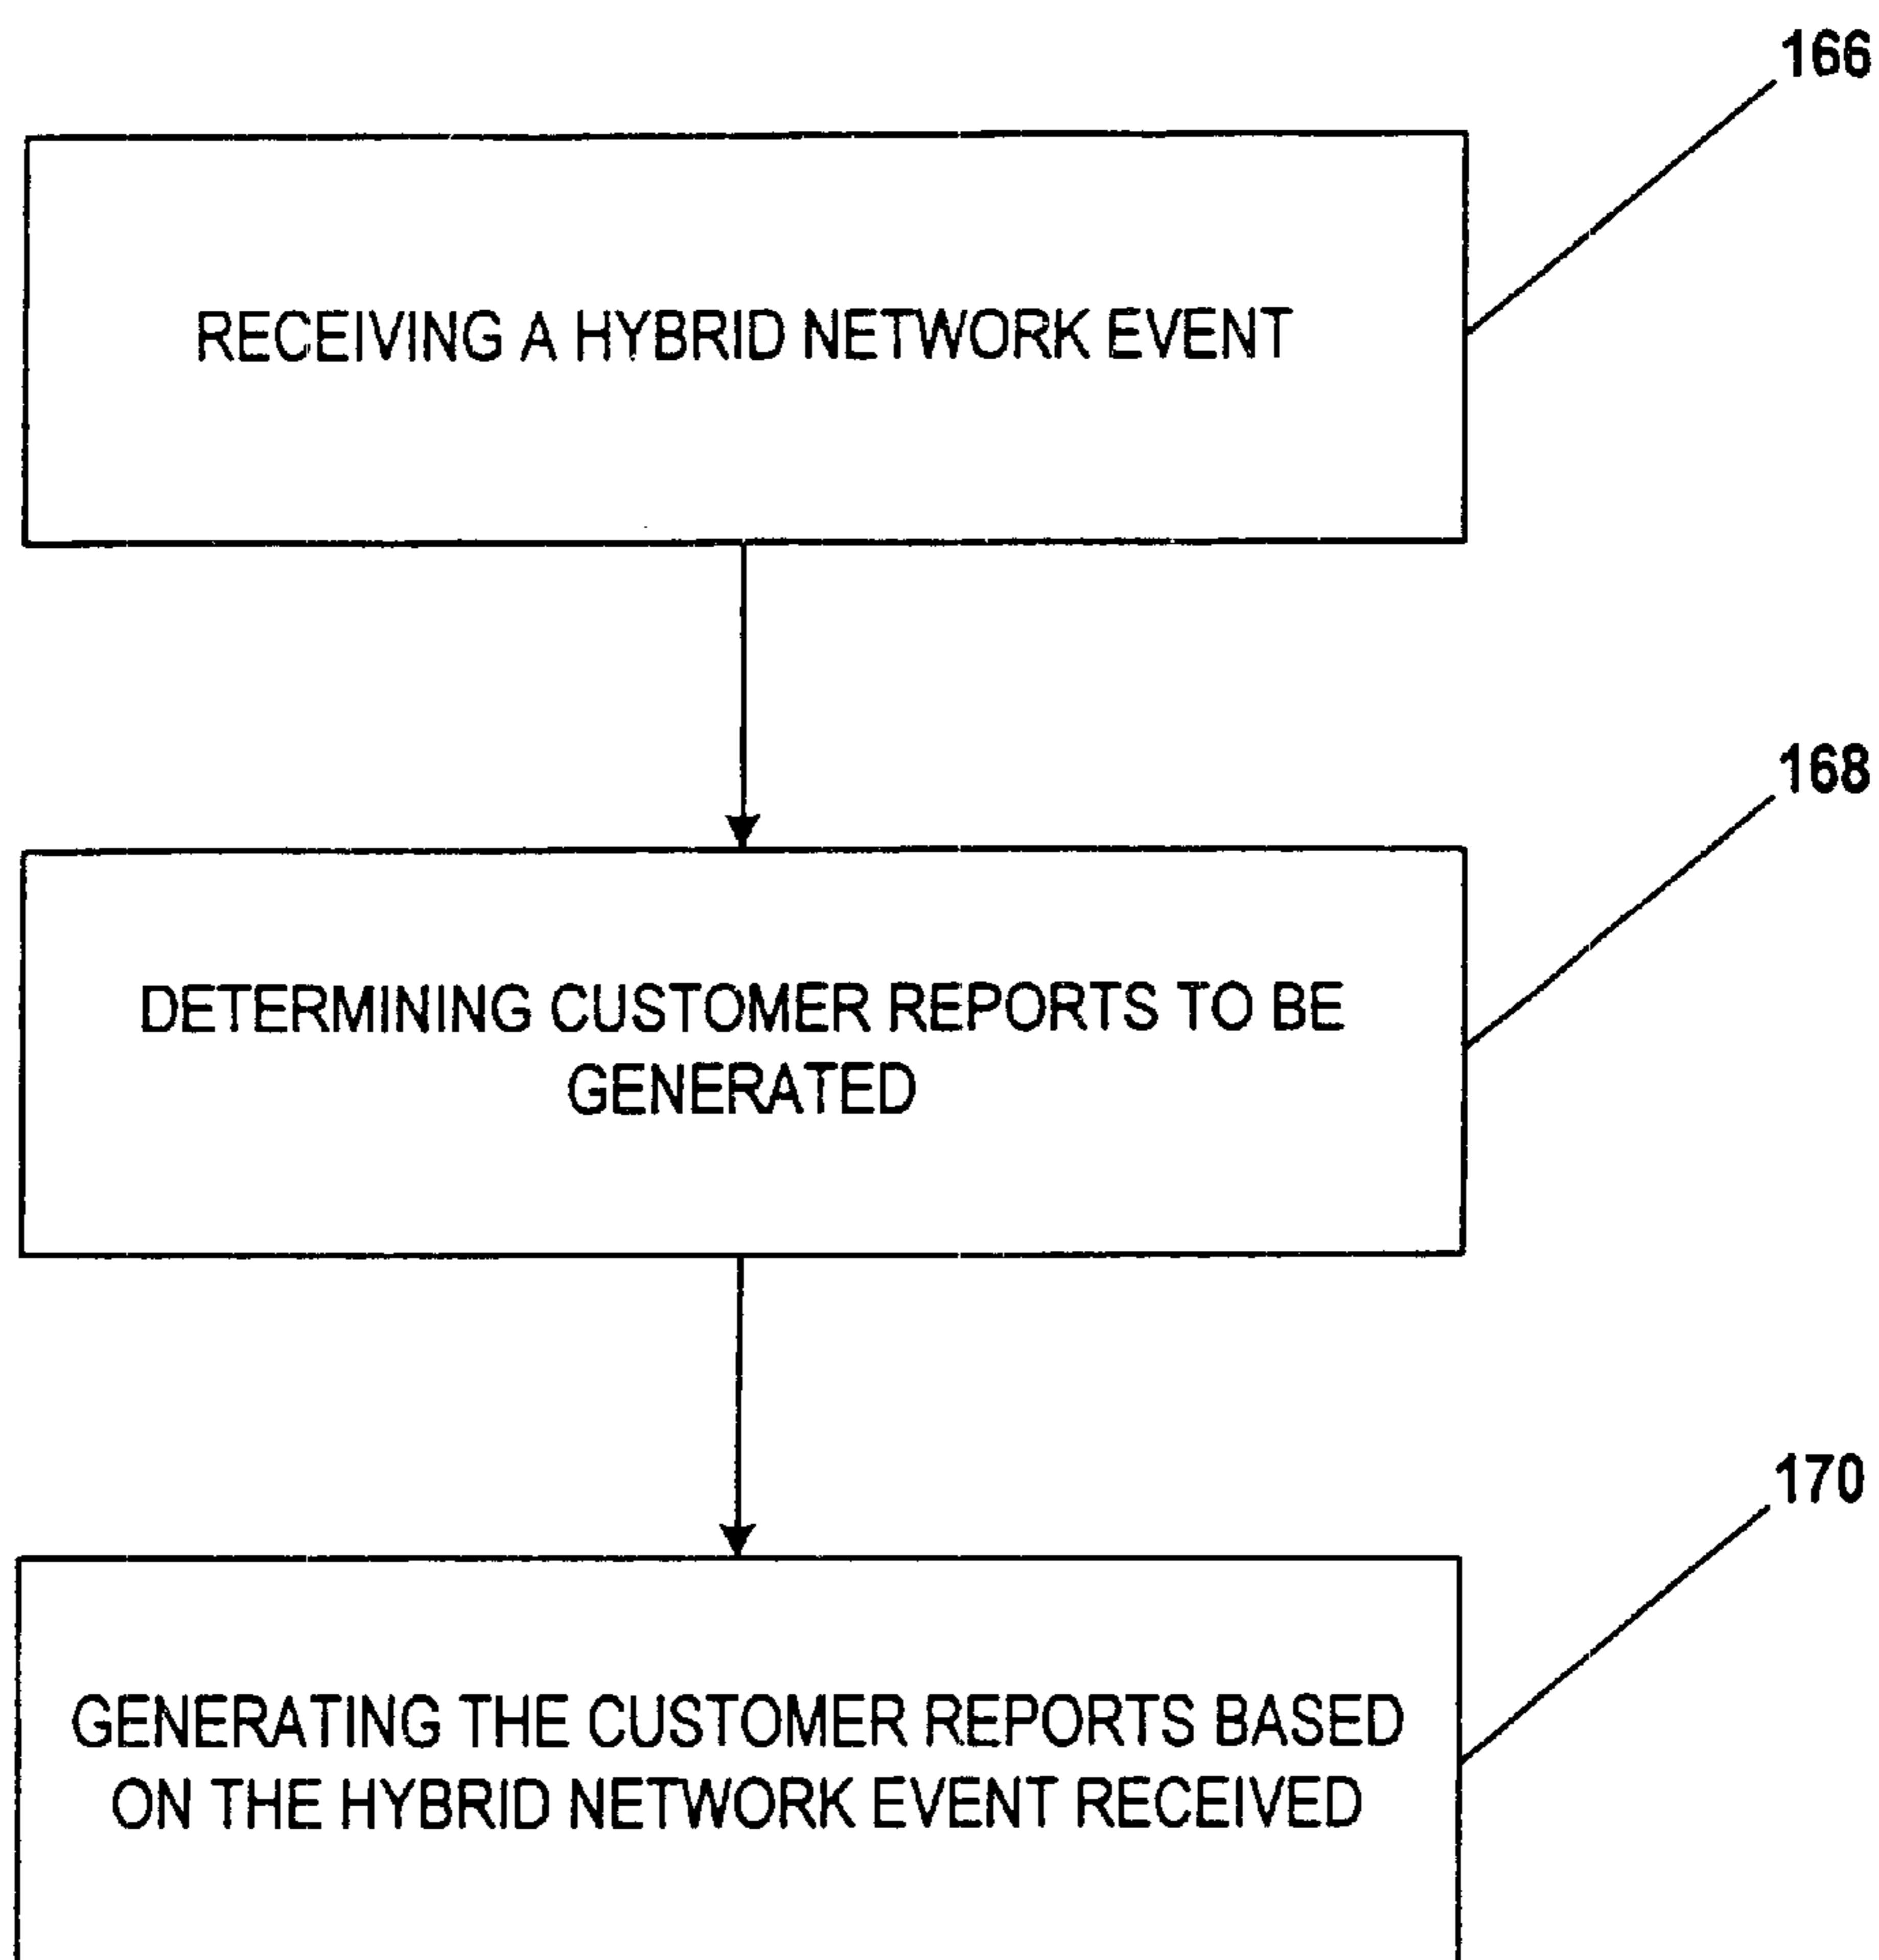 166
RECEIVING A HYBRID NETWORK EVENT
168
DETERMINING CUSTOMER REPORTS TO BE
GENERATED
170
GENERATING THE CUSTOMER REPORTS BASED
ON THE HYBRID NETWORK EVENT RECEIVED